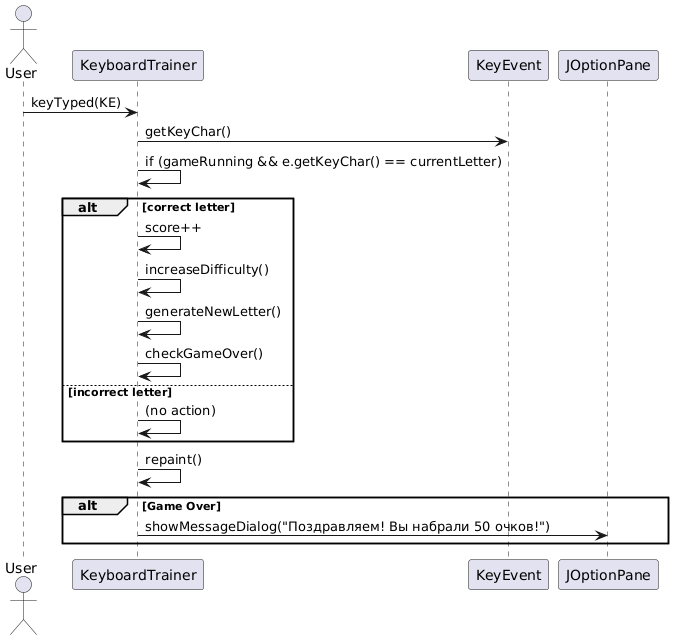 User
KeyboardTrainer
KeyEvent
JOptionPane
keyTyped(KE)
getKeyChar()
if (gameRunning && e.getKeyChar() == currentLetter)
alt
[correct letter]
score++
increaseDifficulty()
generateNewLetter()
checkGameOver()
[incorrect letter]
(no action)
repaint()
alt
[Game Over]
showMessageDialog("Поздравляем! Вы набрали 50 очков!")
User
KeyboardTrainer
KeyEvent
JOptionPane